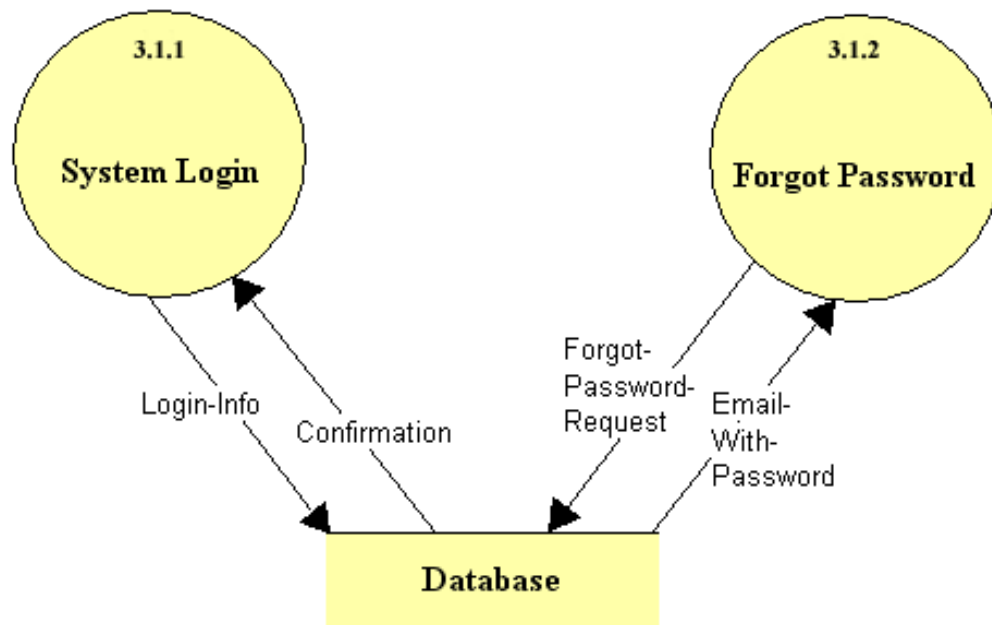 3.1.1
System Login
3.1.2
Forgot Password
Login-Info
Confirmation
Forgot-
Password-
Request
Email-
With-
Password
Database